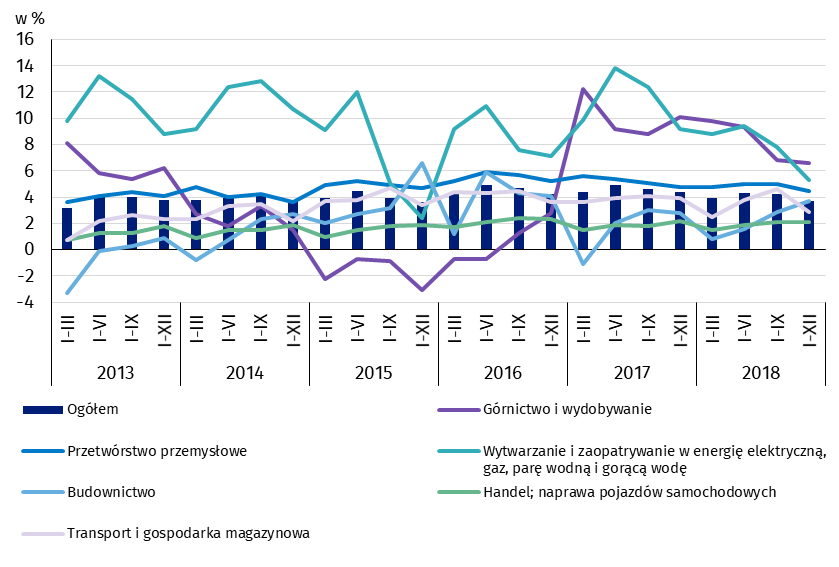 w %
16
14
12
10
8
6
4
2
0
-2
-4
I-III
I-VI
I-IX
I-XII
I-III
I-VI
I-IX
I-XII
I-III
I-VI
I-IX
I-XII
I-III
I-VI
I-IX
I-XII
I-III
I-VI
I-IX
I-XII
I-III
I-VI
I-IX
I-XII
2013
2014
2015
2016
2017
2018
Ogółem
Górnictwo i wydobywanie
Przetwórstwo przemysłowe
Wytwarzanie i zaopatrywanie w energię elektryczną,
gaz, parę wodną i gorącą wodę
Budownictwo
Handel; naprawa pojazdów samochodowych
Transport i gospodarka magazynowa